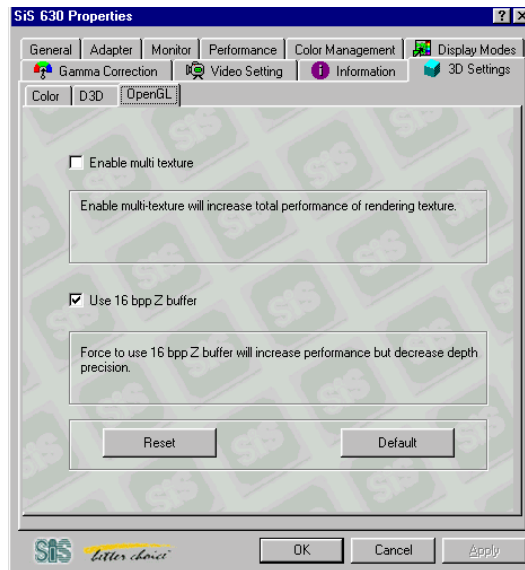 SiS 630 Properties
General Adapter Monitor Performance Color Management Display Modes
Gamma Correction Video Setting Information 3D Settings
Color D3D OpenGL
Enable multi texture
Enable multi-texture will increase total performance of rendering texture.
Use 16 bpp Z buffer
Force to use 16 bpp Z buffer will increase performance but decrease depth
precision.
Reset Default
SiS better choice OK Cancel Apply